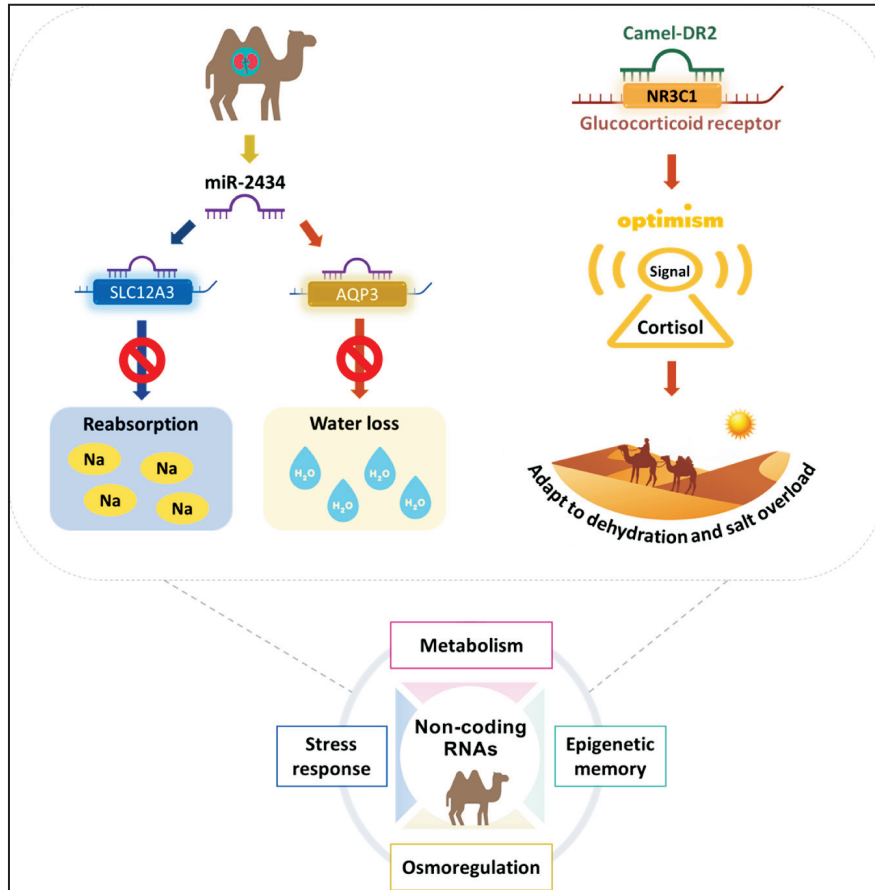 miR-2434
SLC12A3
AQP3
Reabsorption
Na
Na
Na
Na
Water loss
H₂O
H₂O
H₂O
H₂O
Camel-DR2
NR3C1
Glucocorticoid receptor
optimism
Signal
Cortisol
Adapt to dehydration and salt overload
Metabolism
Stress
response
Non-coding
RNAs
Epigenetic
memory
Osmoregulation